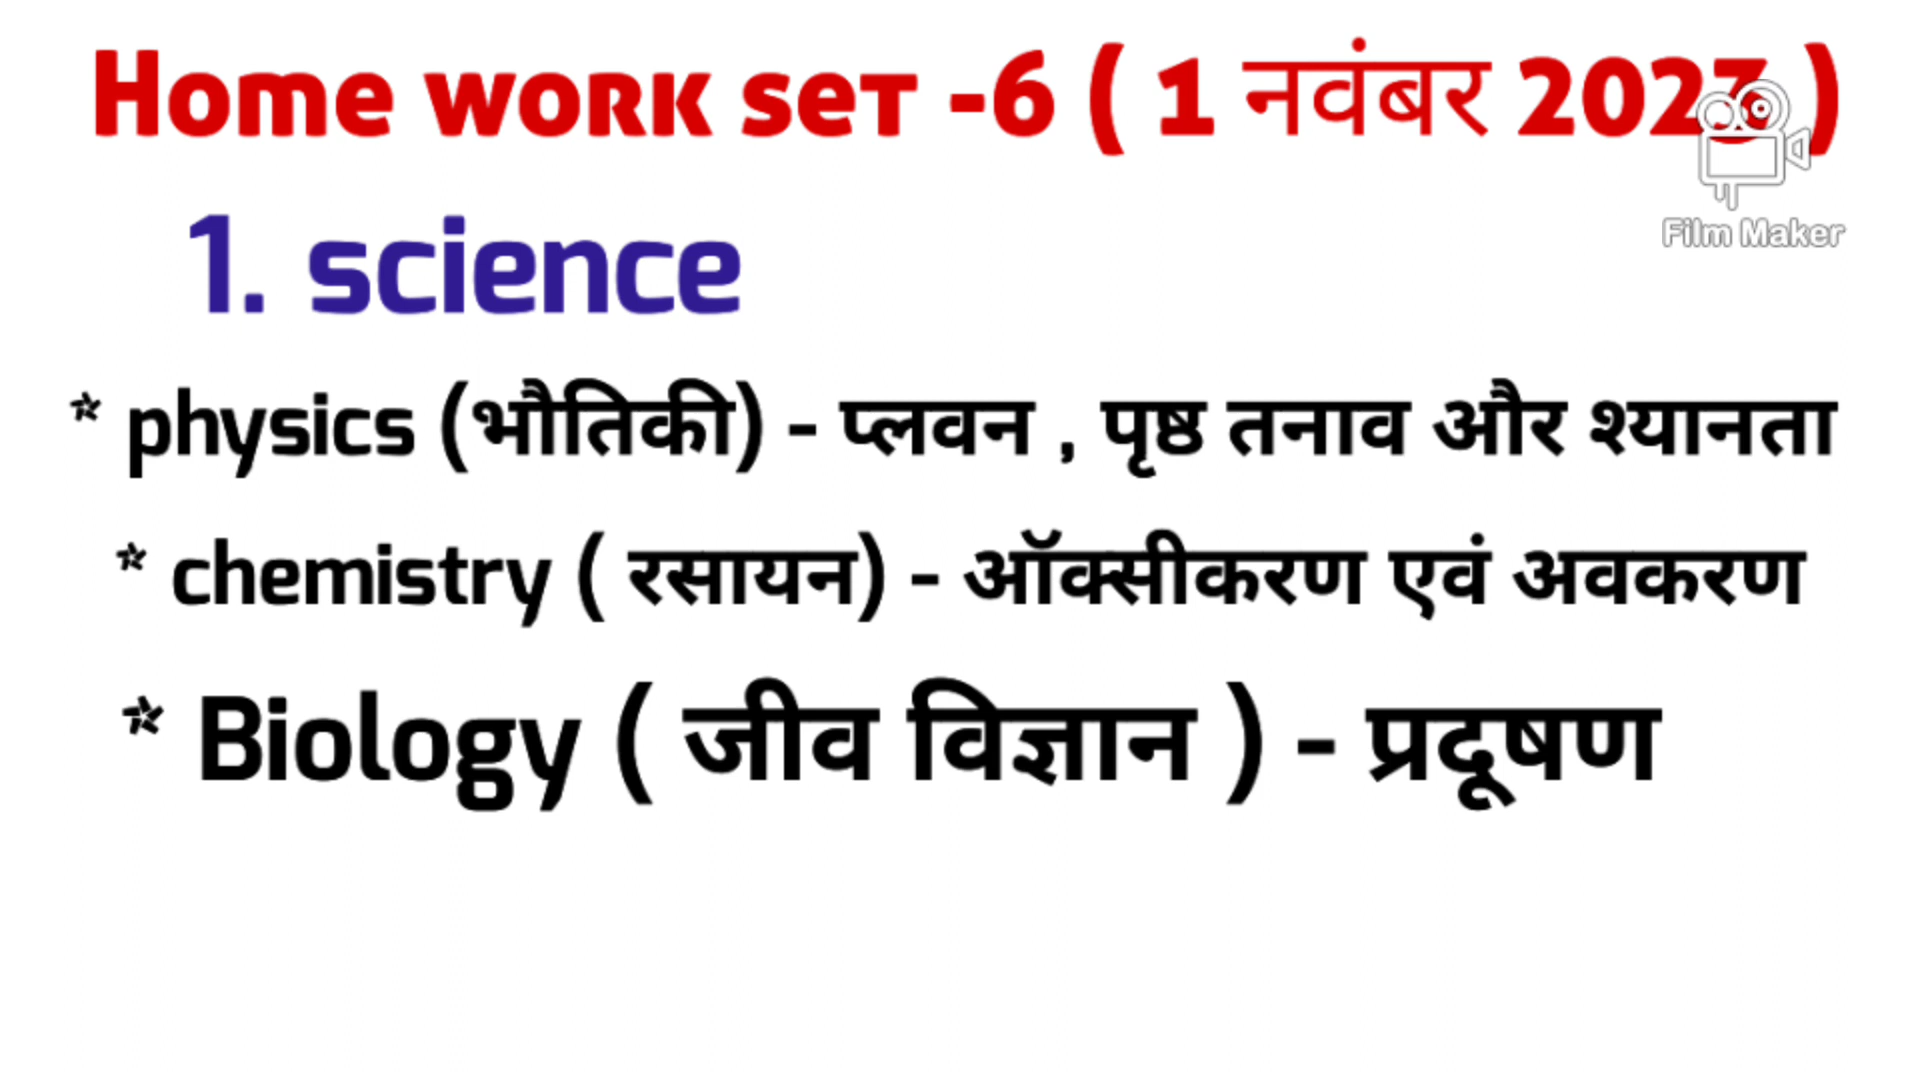 Home work set -6 ( 1 नवंबर 2023 )
Film Maker
1. science
* physics (भौतिकी) - प्लवन , पृष्ठ तनाव और श्यानता
* chemistry ( रसायन) - ऑक्सीकरण एवं अवकरण
* Biology ( जीव विज्ञान ) - प्रदूषण